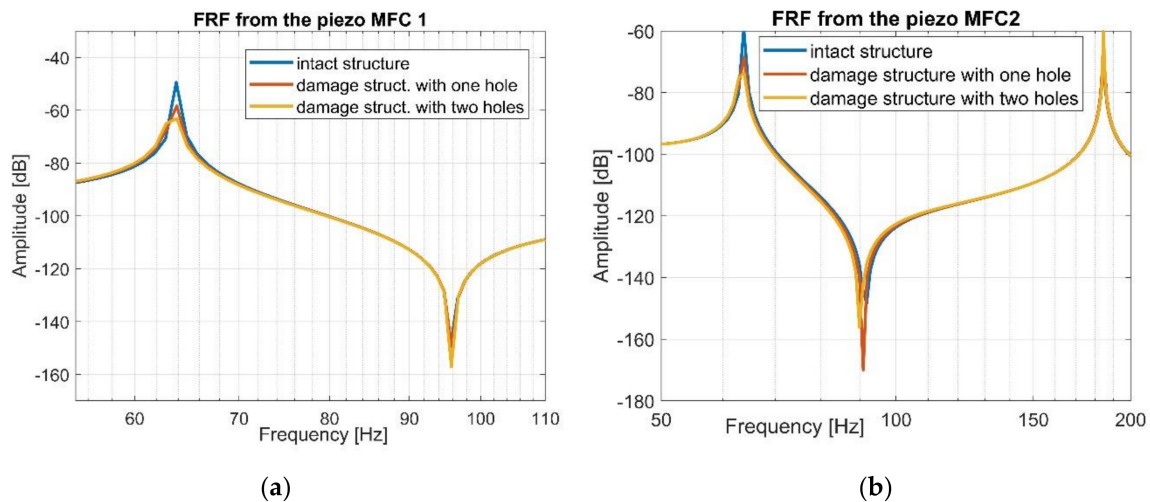 FRF from the piezo MFC 1
-40
-60
-80
-100
-120
-140
-160
Amplitude [dB]
intact structure
damage struct. with one hole
damage struct. with two holes
60
70
80
90
100
110
Frequency [Hz]
(a)
FRF from the piezo MFC2
-60
-80
-100
-120
-140
-160
-180
Amplitude [dB]
intact structure
damage structure with one hole
damage structure with two holes
50
100
150
200
Frequency [Hz]
(b)